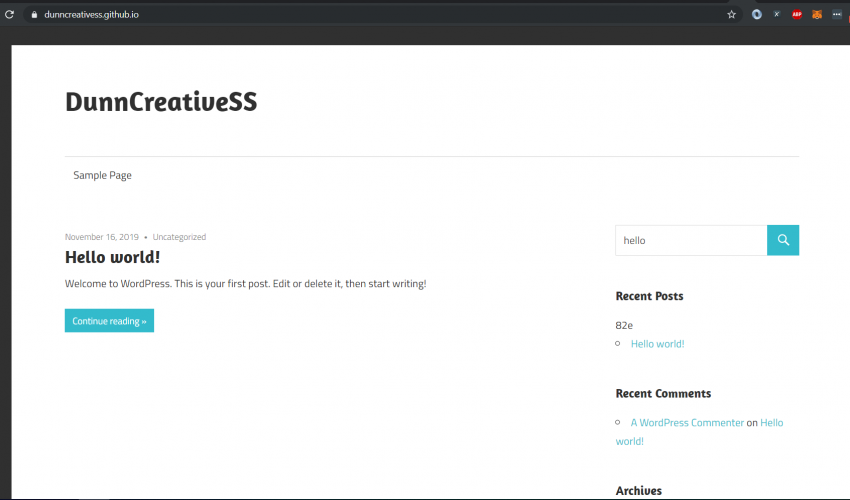 dunncreativess.github.io
ABP
DunnCreativeSS
Sample Page
November 16, 2019 • Uncategorized
Hello world!
Welcome to WordPress. This is your first post. Edit or delete it, then start writing!
Continue reading »
hello
Recent Posts
82e
Hello world!
Recent Comments
A WordPress Commenter on Hello
world!
Archives